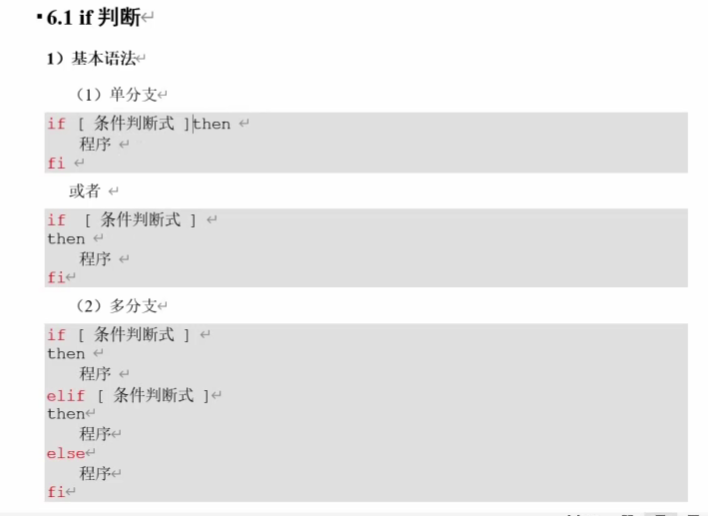 ▪6.1 if 判断↵
1）基本语法↵
（1）单分支↵
if [ 条件判断式 ]then ↵
程序 ↵
fi ↵
或者 ↵
if  [ 条件判断式 ] ↵
then ↵
程序 ↵
fi↵
（2）多分支↵
if [ 条件判断式 ] ↵
then ↵
程序 ↵
elif [ 条件判断式 ]↵
then↵
程序↵
else↵
程序↵
fi↵